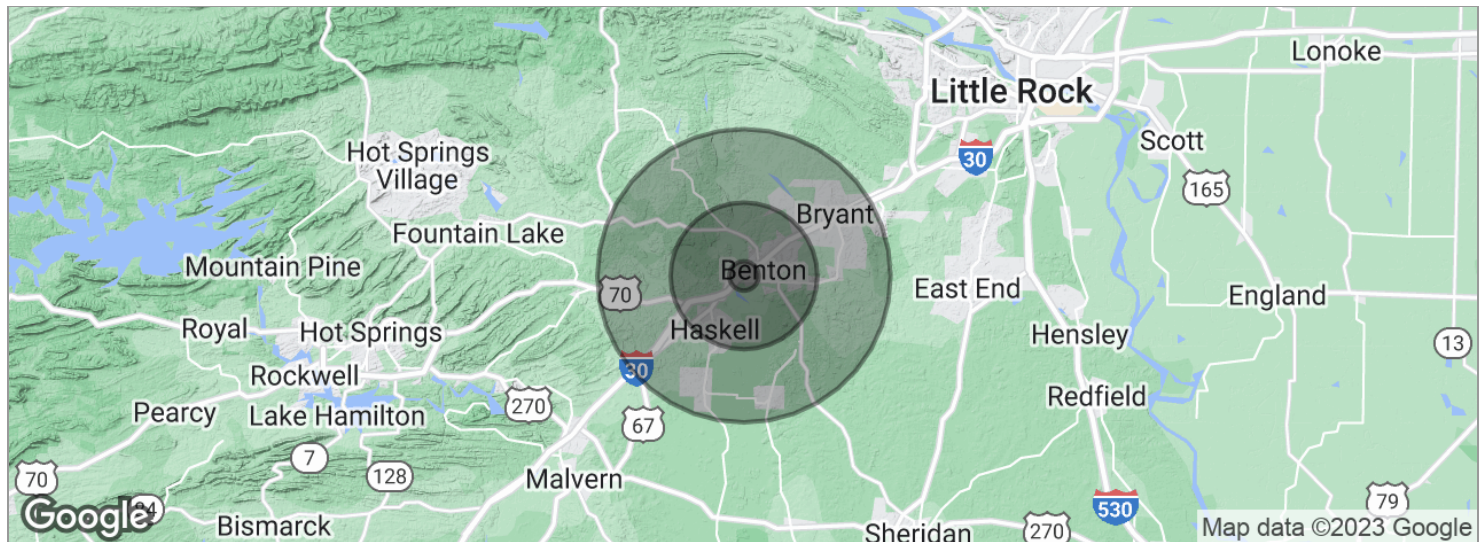 Lonoke
Little Rock
Scott
Hot Springs
Village
30
165
Bryant
Fountain Lake
Mountain Pine
Benton
70
East End
England
Royal
Hot Springs
Haskell
Hensley
13
Rockwell
30
Pearcy
Lake Hamilton
270
67
Redfield
7
128
Malvern
70
84
79
530
Google
Bismarck
Sheridan
270
Map data ©2023 Google